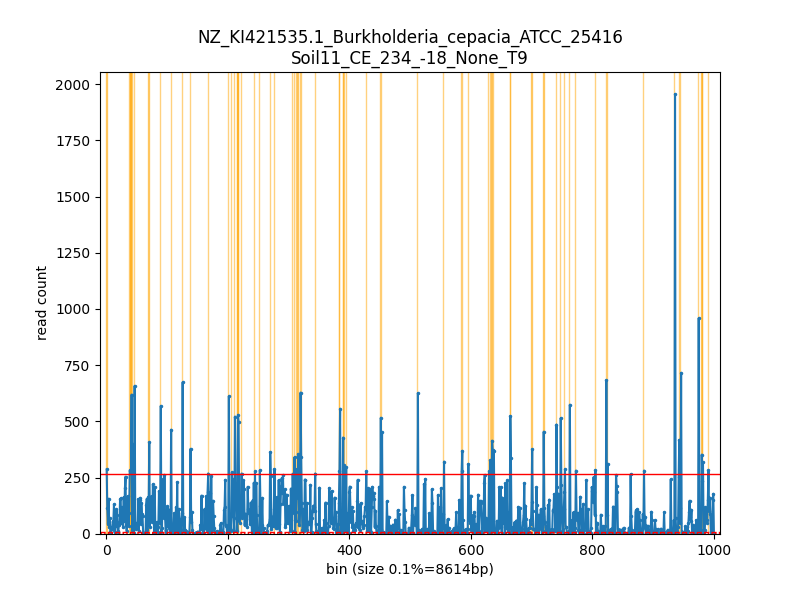 NZ_KI421535.1_Burkholderia_cepacia_ATCC_25416
Soil11_CE_234_-18_None_T9
2000
1750
1500
1250
1000
750
500
250
0
read count
0 200 400 600 800 1000
bin (size 0.1%=8614bp)